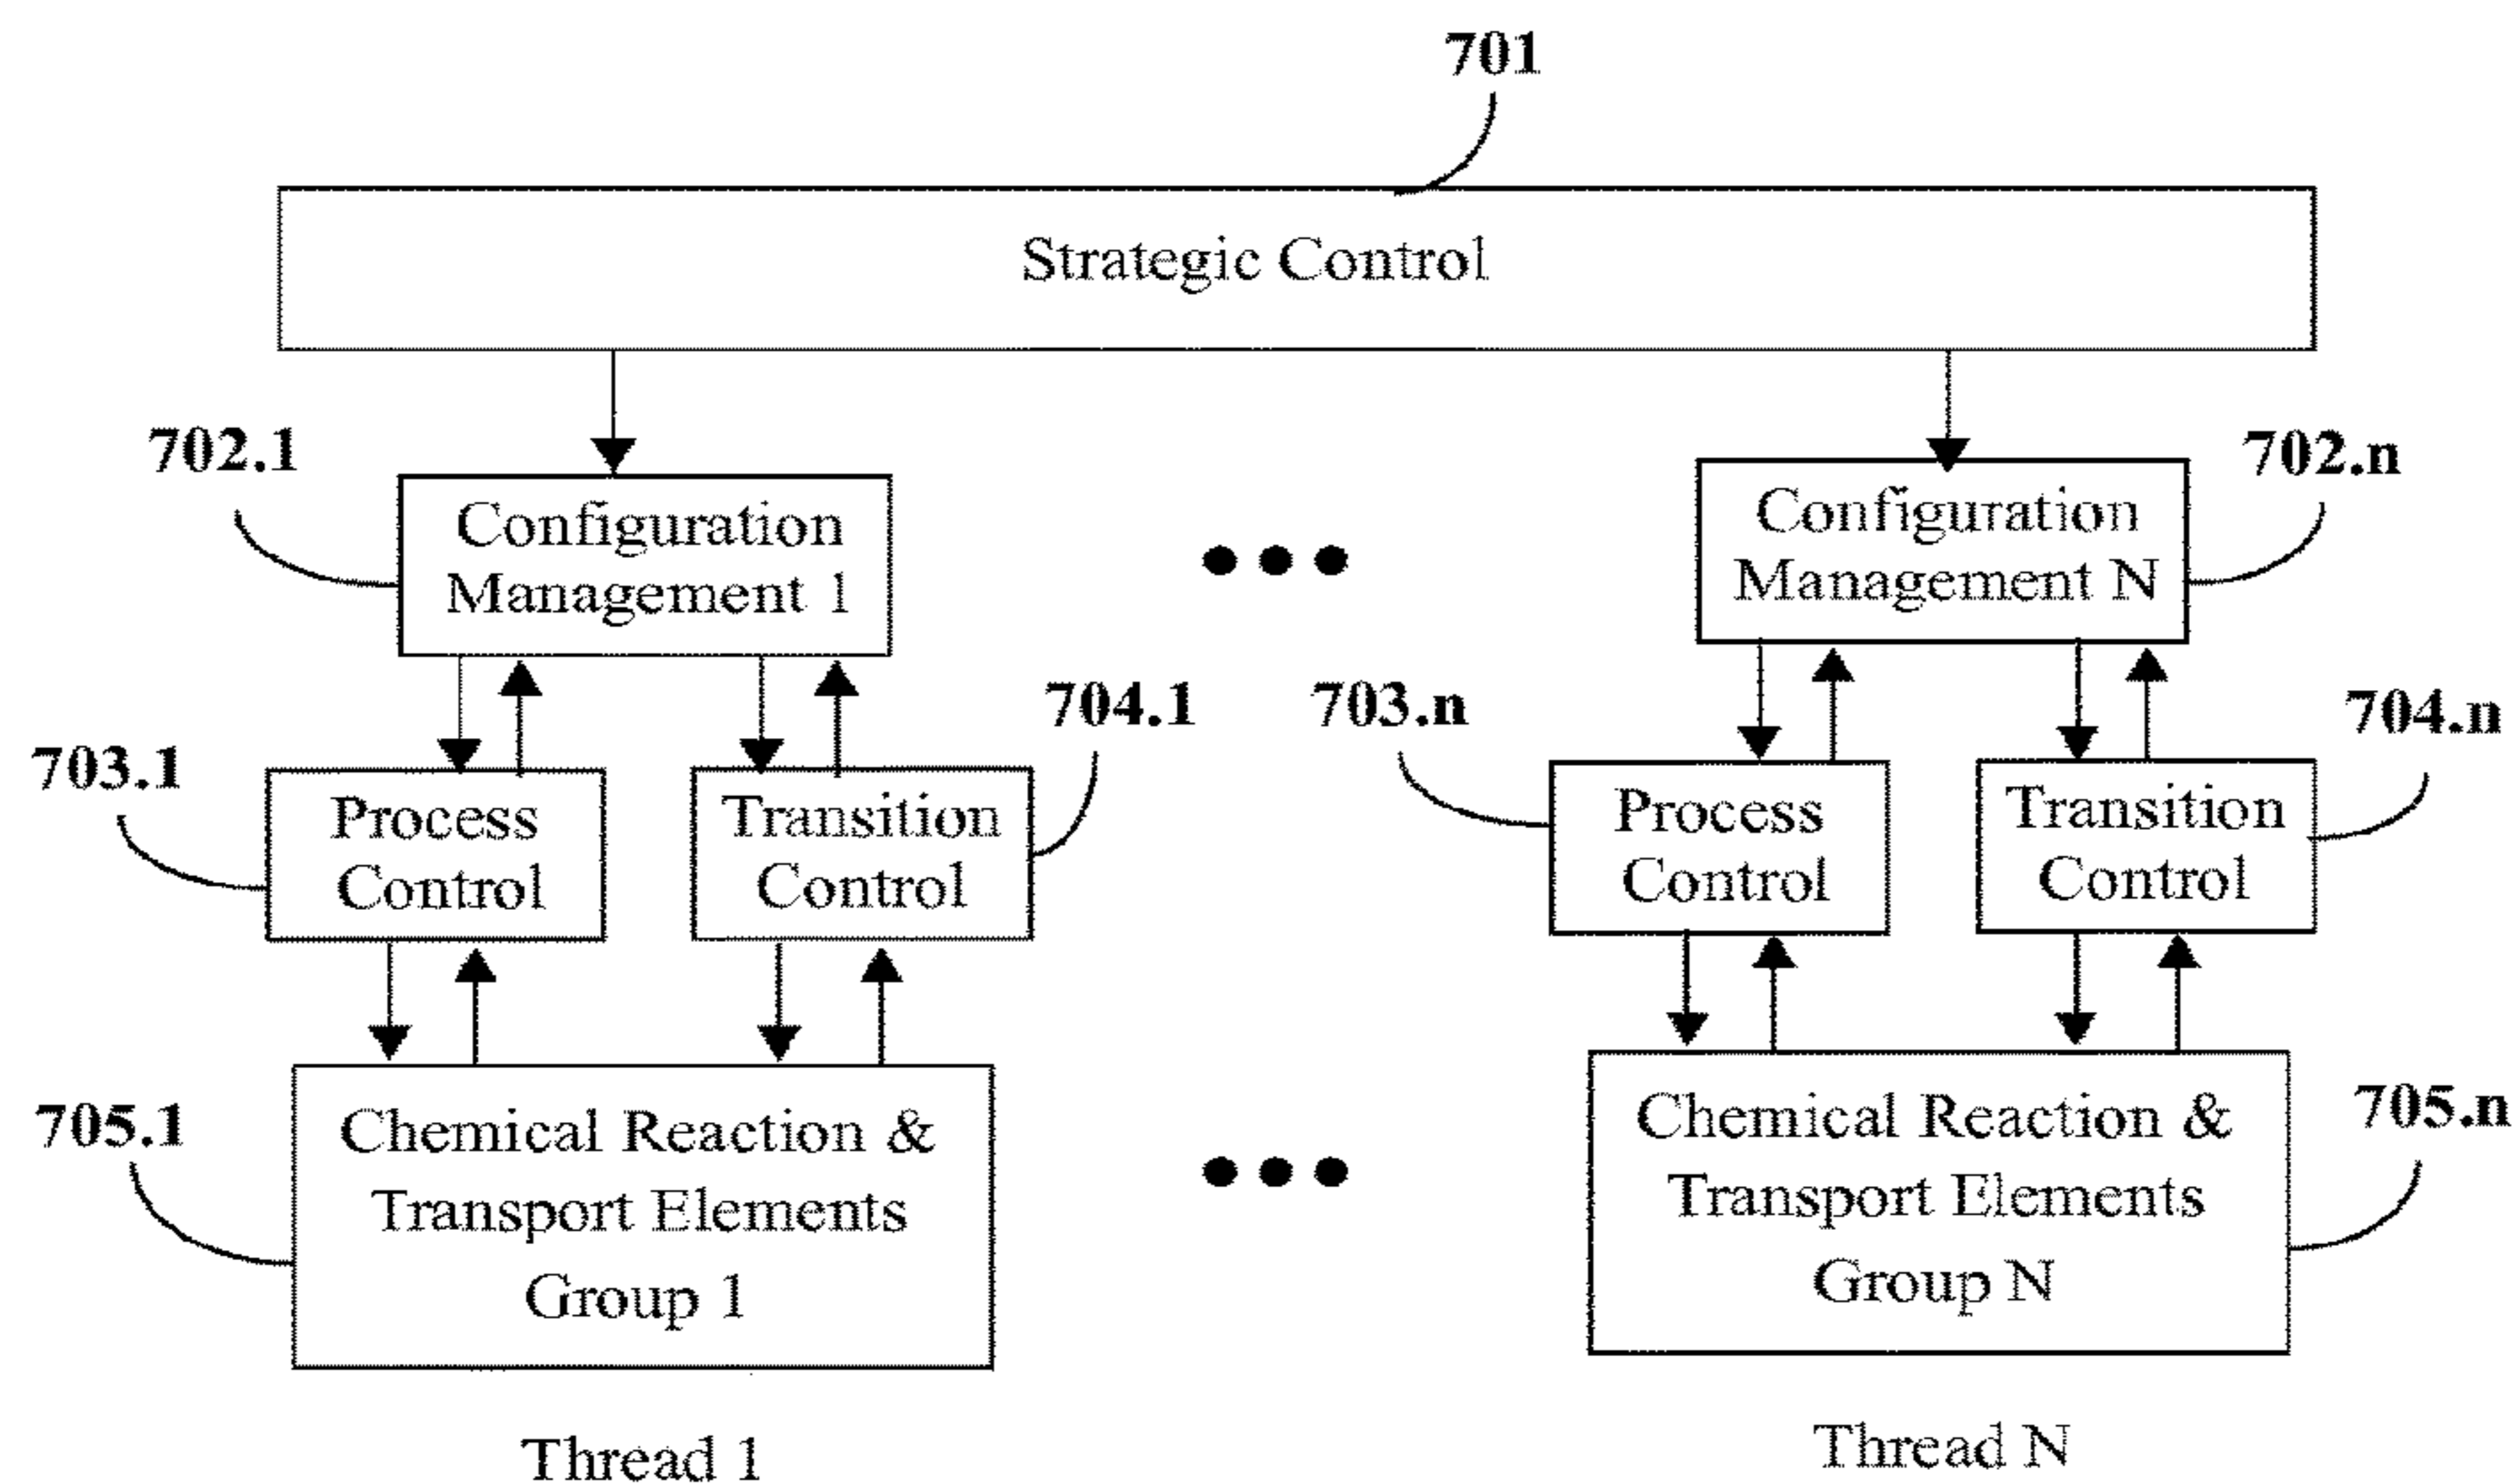 701
Strategic Control
702.1
Configuration
Management 1
702.n
Configuration
Management N
703.1
Process
Control
704.1
Transition
Control
703.n
Process
Control
704.n
Transition
Control
705.1
Chemical Reaction &
Transport Elements
Group 1
705.n
Chemical Reaction &
Transport Elements
Group N
Thread 1
Thread N